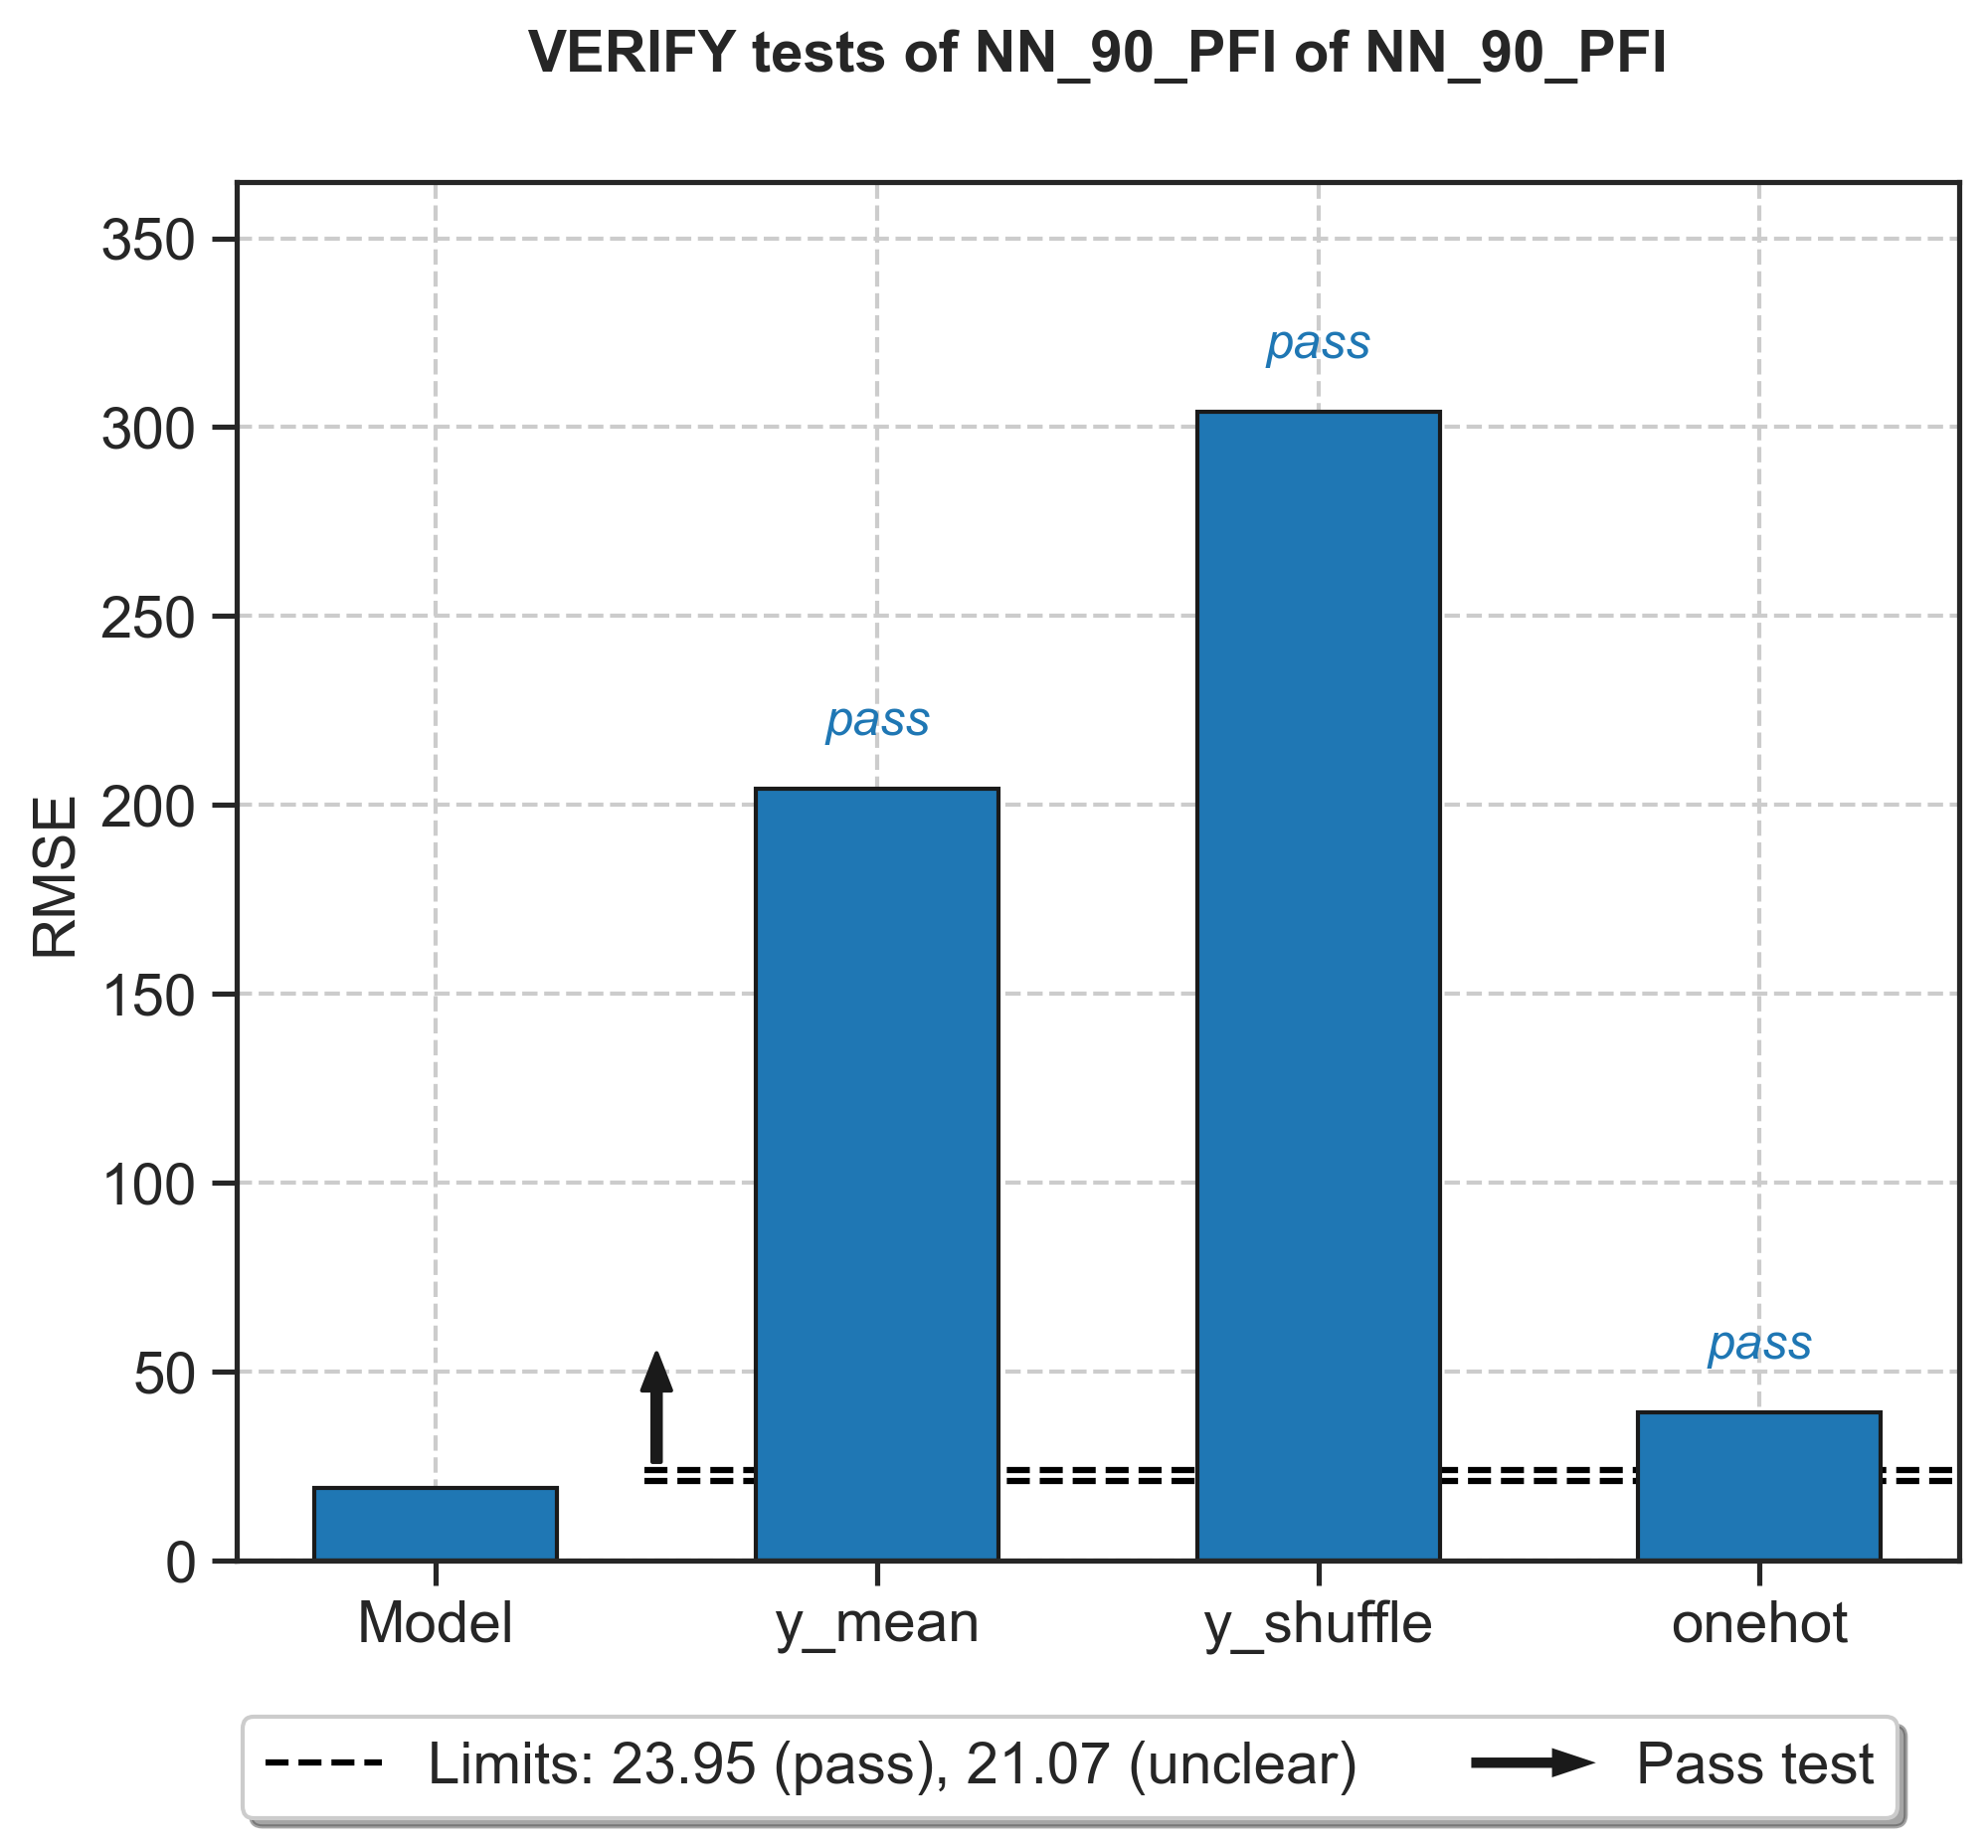 VERIFY tests of NN_90_PFI of NN_90_PFI
RMSE
350
300
250
200
150
100
50
0
pass
pass
pass
Model
y_mean
y_shuffle
onehot
Limits: 23.95 (pass), 21.07 (unclear)
Pass test